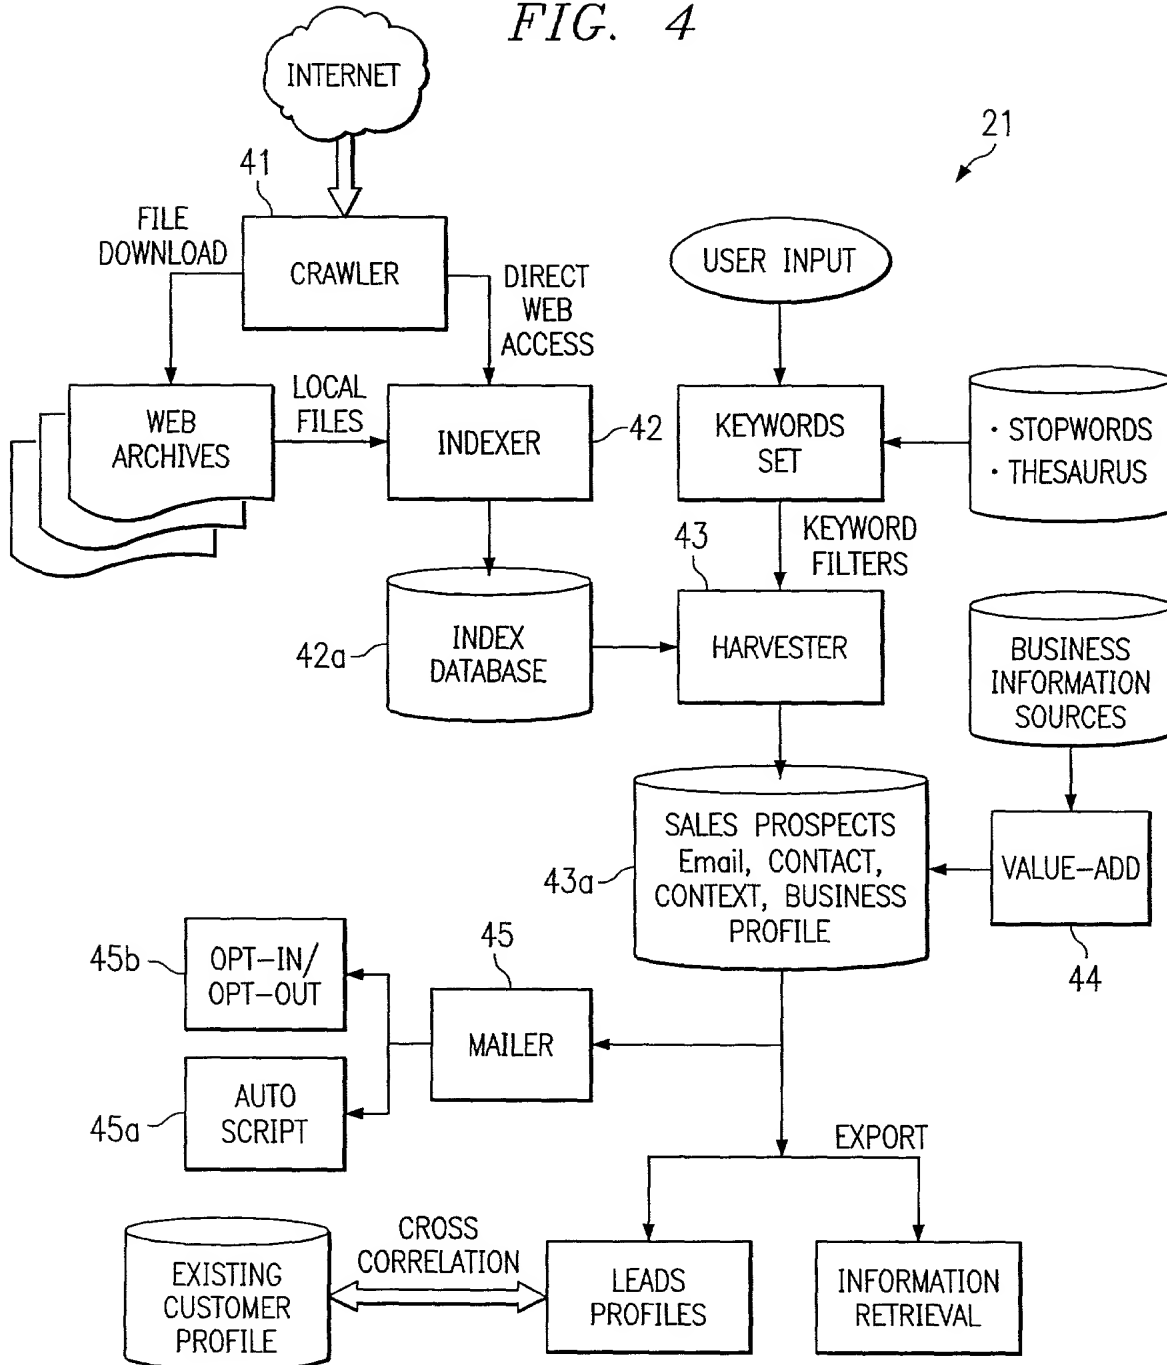 FIG. 4
INTERNET
21
41
FILE
DOWNLOAD
CRAWLER
DIRECT
WEB
ACCESS
USER INPUT
WEB
ARCHIVES
LOCAL
FILES
INDEXER
42
KEYWORDS
SET
· STOPWORDS
· THESAURUS
43
KEYWORD
FILTERS
42a
INDEX
DATABASE
HARVESTER
BUSINESS
INFORMATION
SOURCES
43a
SALES PROSPECTS
Email, CONTACT,
CONTEXT, BUSINESS
PROFILE
VALUE-ADD
44
45b
OPT-IN/
OPT-OUT
45
MAILER
45a
AUTO
SCRIPT
EXPORT
EXISTING
CUSTOMER
PROFILE
CROSS
CORRELATION
LEADS
PROFILES
INFORMATION
RETRIEVAL